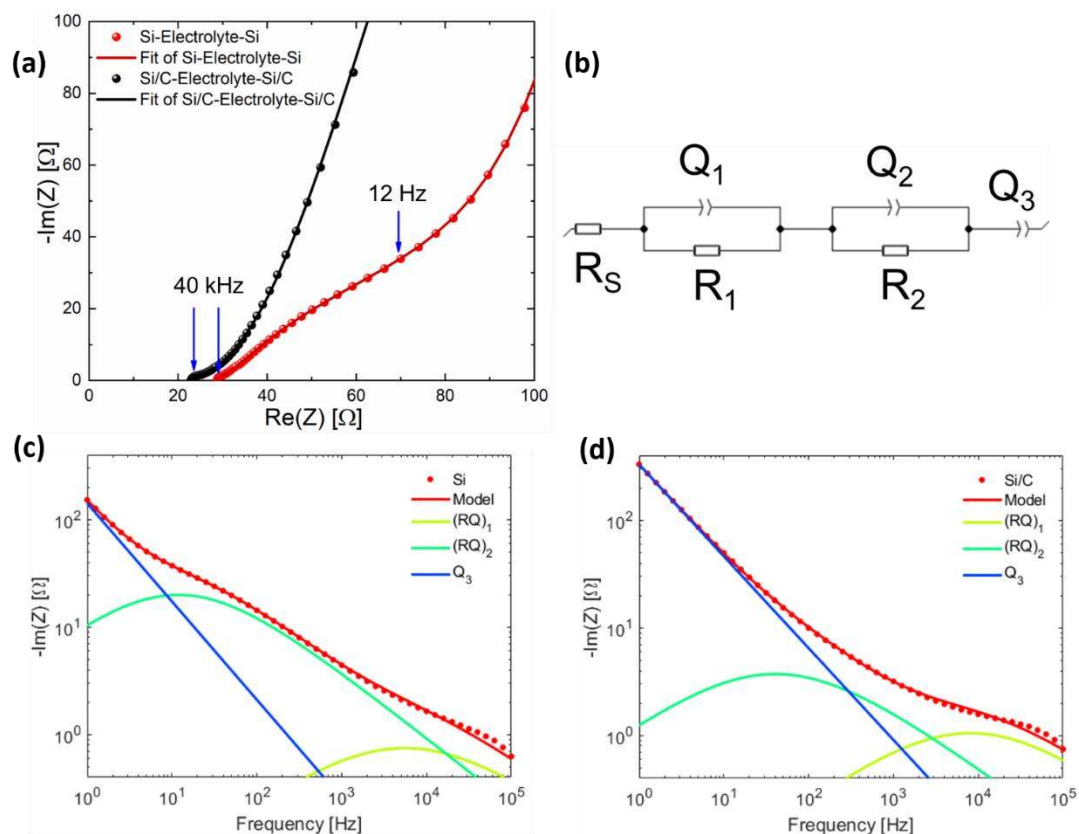 (a)
100
80
60
40
20
0
-Im(Z) [Ω]
Si-Electrolyte-Si
Fit of Si-Electrolyte-Si
Si/C-Electrolyte-Si/C
Fit of Si/C-Electrolyte-Si/C
12 Hz
40 kHz
0 20 40 60 80 100
Re(Z) [Ω]
(b)
Q1
Q2
Q3
RS
R1
R2
(c)
-Im(Z) [Ω]
10^2
10^1
10^0
Si
Model
(RQ)1
(RQ)2
Q3
10^0 10^1 10^2 10^3 10^4 10^5
Frequency [Hz]
(d)
-Im(Z) [Ω]
10^2
10^1
10^0
Si/C
Model
(RQ)1
(RQ)2
Q3
10^0 10^1 10^2 10^3 10^4 10^5
Frequency [Hz]